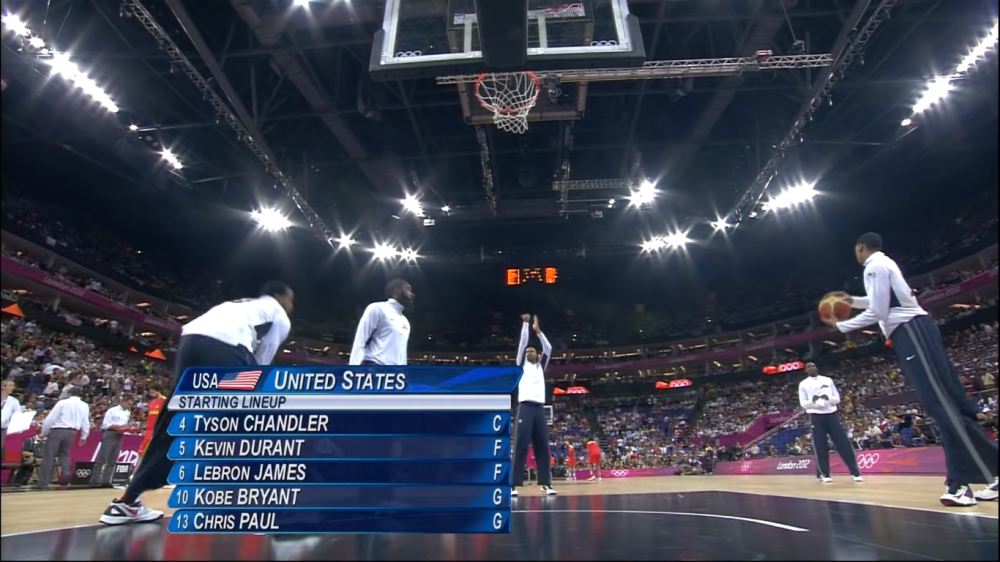 USA UNITED STATES
STARTING LINEUP
4 TYSON CHANDLER C
5 KEVIN DURANT F
6 LEBRON JAMES F
10 KOBE BRYANT G
13 CHRIS PAUL G
London 2012